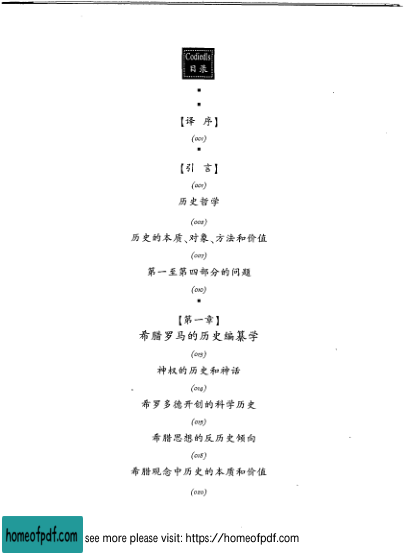 目录
【译 序】
(001)
【引 言】
(001)
历史哲学
历史的本质、对象、方法和价值
(007)
第一至第四部分的问题
(010)
【第一章】
希腊罗马的历史编纂学
(013)
神权的历史和神话
(014)
希罗多德开创的科学历史
希腊思想的反历史倾向
(018)
希腊观念中历史的本质和价值
(020)
homeofpdf.com
see more please visit: https://homeofpdf.com